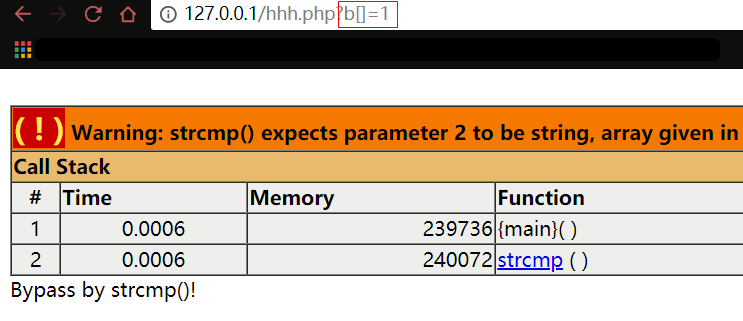 127.0.0.1/hhh.php?b[]=1
( ! ) Warning: strcmp() expects parameter 2 to be string, array given in
Call Stack
# Time Memory Function
1 0.0006 239736 {main}( )
2 0.0006 240072 strcmp ( )
Bypass by strcmp()!